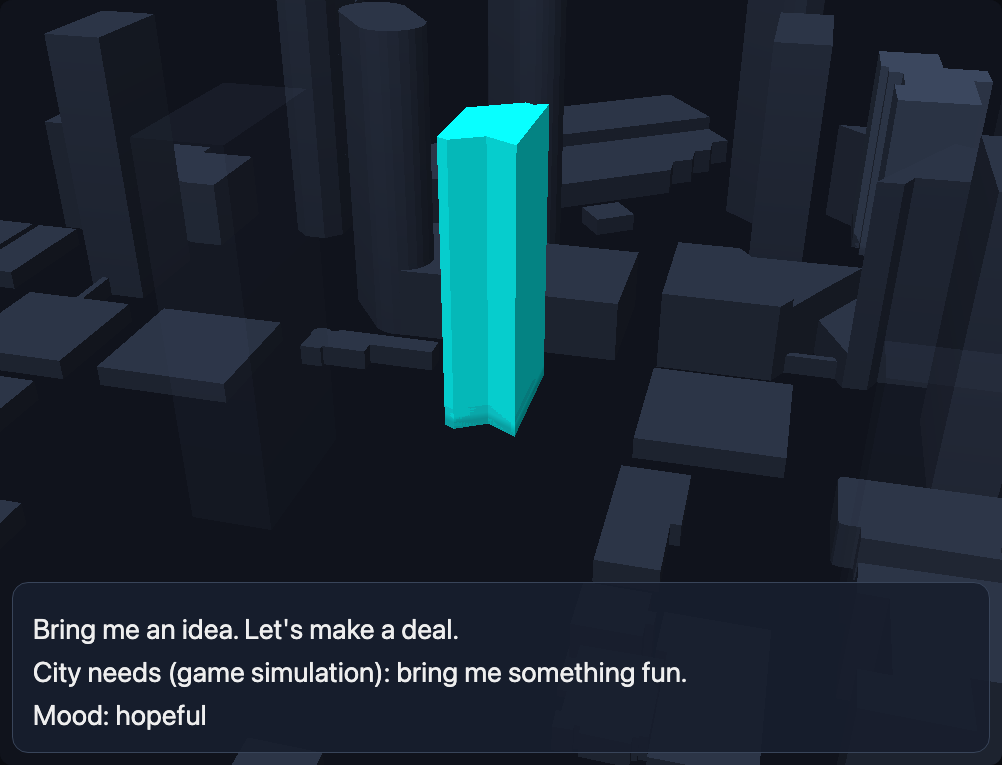 Bring me an idea. Let's make a deal.
City needs (game simulation): bring me something fun.
Mood: hopeful